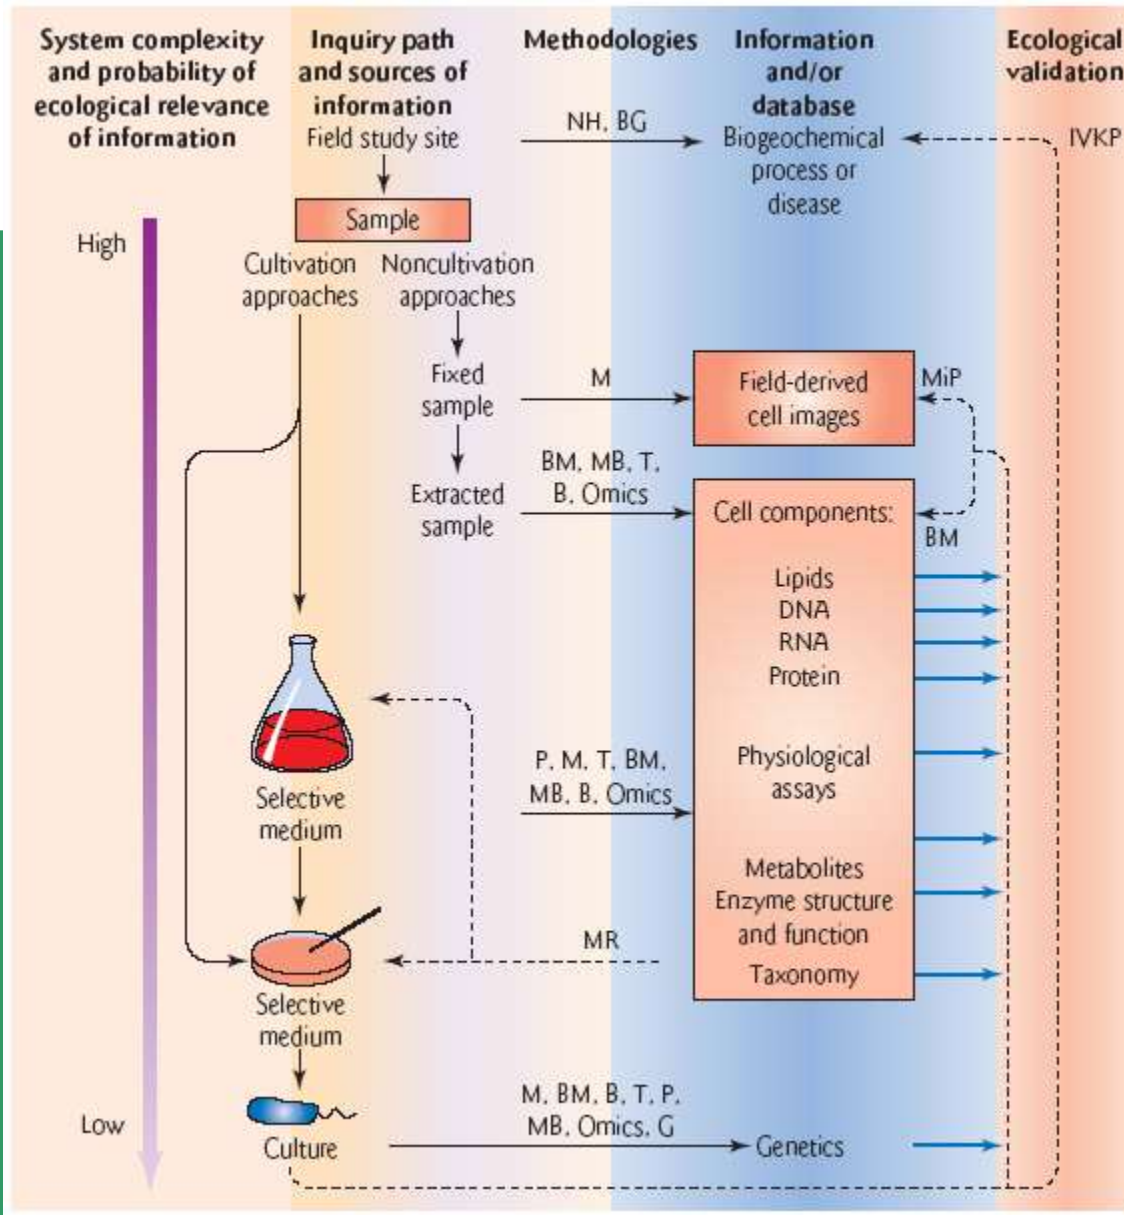 System complexity
and probability of
ecological relevance
of information
Inquiry path
and sources of
information
Methodologies
Information
and/or
database
Ecological
validation
Field study site
NH, BG
Biogeochemical
process or
disease
IVKP
Sample
High
Cultivation
approaches
Noncultivation
approaches
Fixed
sample
M
Field-derived
cell images
MiP
Extracted
sample
BM, MB, T,
B, Omics
Cell components:
BM
Lipids
DNA
RNA
Protein
Selective
medium
P, M, T, BM,
MB, B, Omics
Physiological
assays
Metabolites
Enzyme structure
and function
Taxonomy
MR
Selective
medium
Low
Culture
M, BM, B, T, P,
MB, Omics, G
Genetics